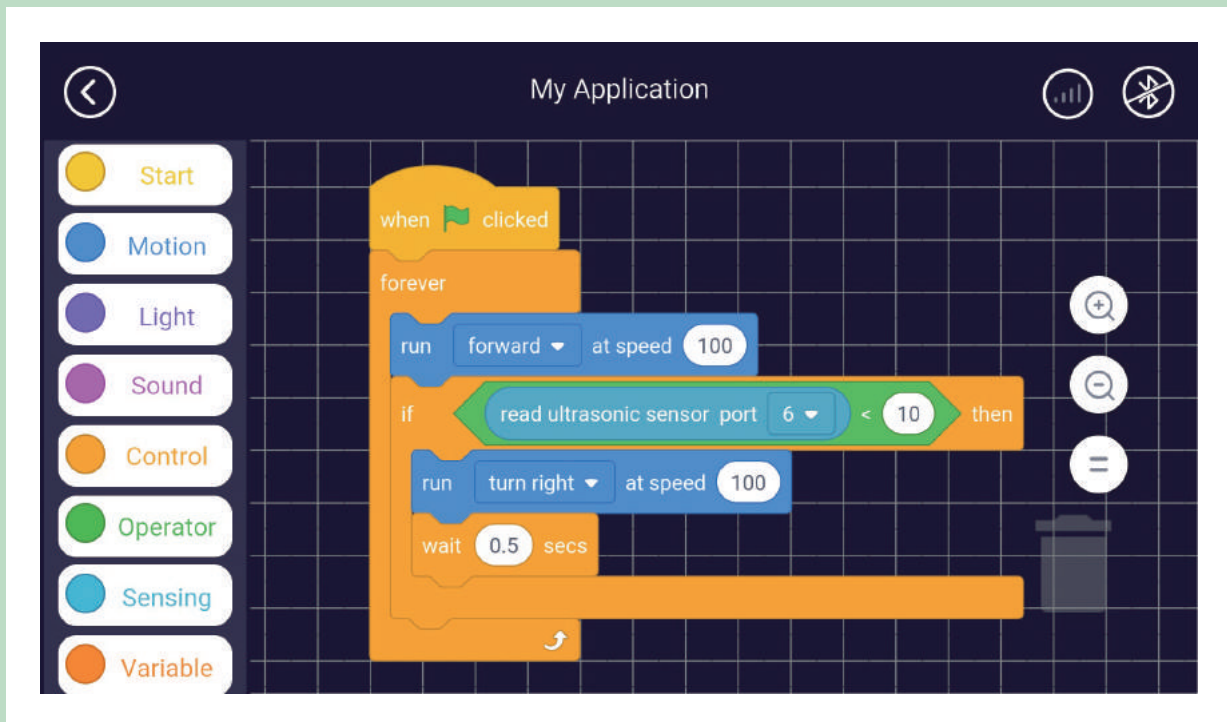 My Application
Start
Motion
Light
Sound
Control
Operator
Sensing
Variable
when clicked
forever
run forward at speed 100
if read ultrasonic sensor port 6 < 10 then
run turn right at speed 100
wait 0.5 secs